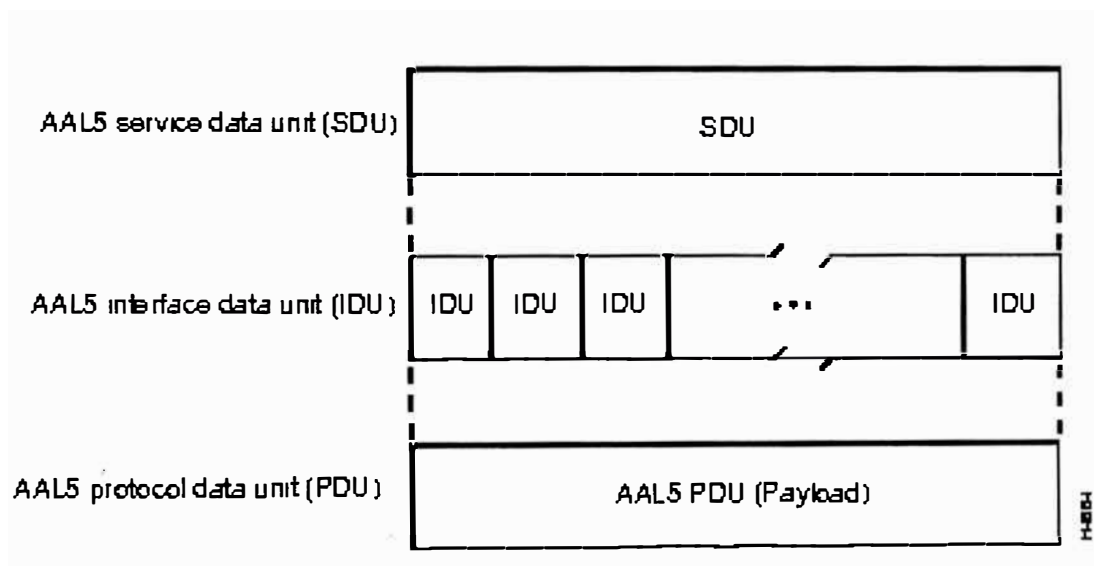 AAL5 service data unit (SDU)
SDU
AAL5 interface data unit (IDU)
IDU IDU IDU ... IDU
AAL5 protocol data unit (PDU)
AAL5 PDU (Payload)